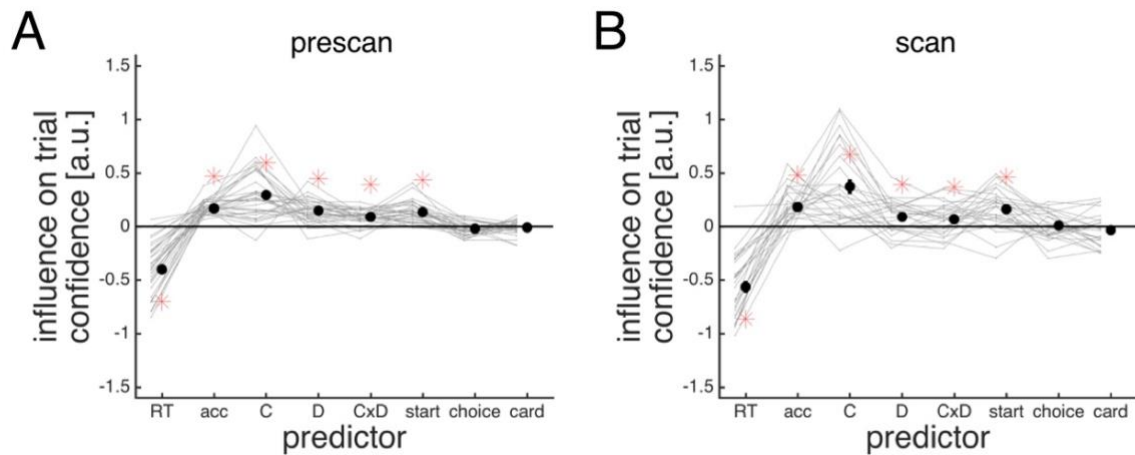 A
prescan
influence on trial
confidence [a.u.]
1.5
1
0.5
0
-0.5
-1
-1.5
RT acc C D CxD start choice card
predictor
B
scan
influence on trial
confidence [a.u.]
1.5
1
0.5
0
-0.5
-1
-1.5
RT acc C D CxD start choice card
predictor